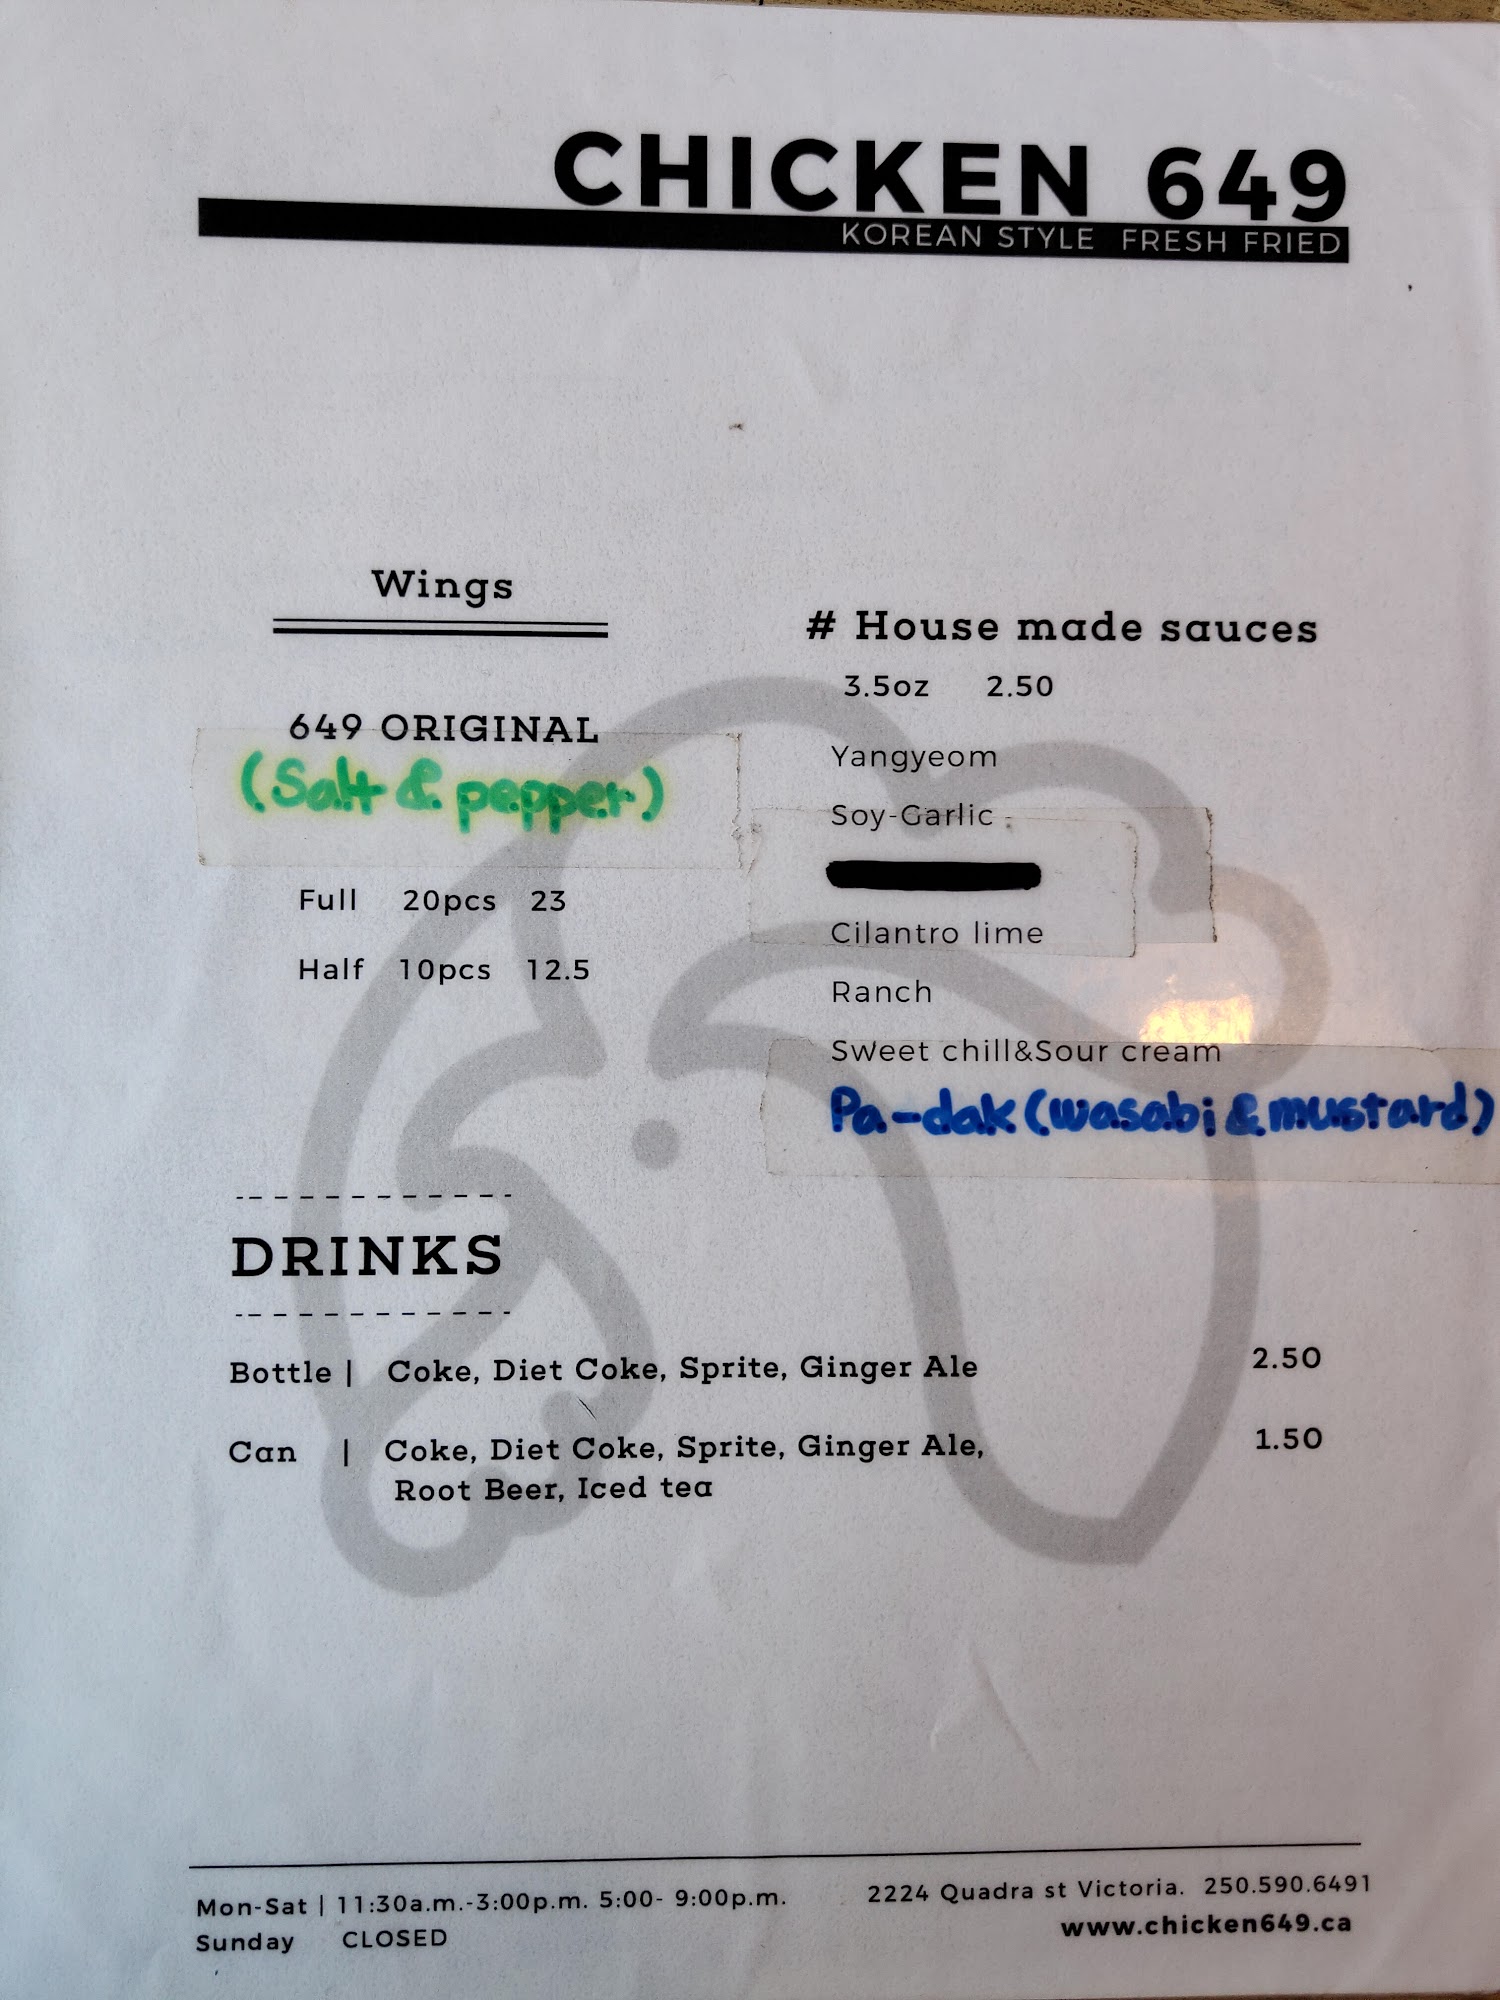 CHICKEN 649
KOREAN STYLE FRESH FRIED
Wings
649 ORIGINAL
(Salt & pepper)
Full 20pcs 23
Half 10pcs 12.5
# House made sauces
3.5oz 2.50
Yangyeom
Soy-Garlic
Cilantro lime
Ranch
Sweet chill&Sour cream
Pa-dak (wasabi & mustard)
DRINKS
Bottle | Coke, Diet Coke, Sprite, Ginger Ale 2.50
Can | Coke, Diet Coke, Sprite, Ginger Ale, 1.50
Root Beer, Iced tea
Mon-Sat | 11:30a.m.-3:00p.m. 5:00- 9:00p.m.
Sunday CLOSED
2224 Quadra st Victoria. 250.590.6491
www.chicken649.ca